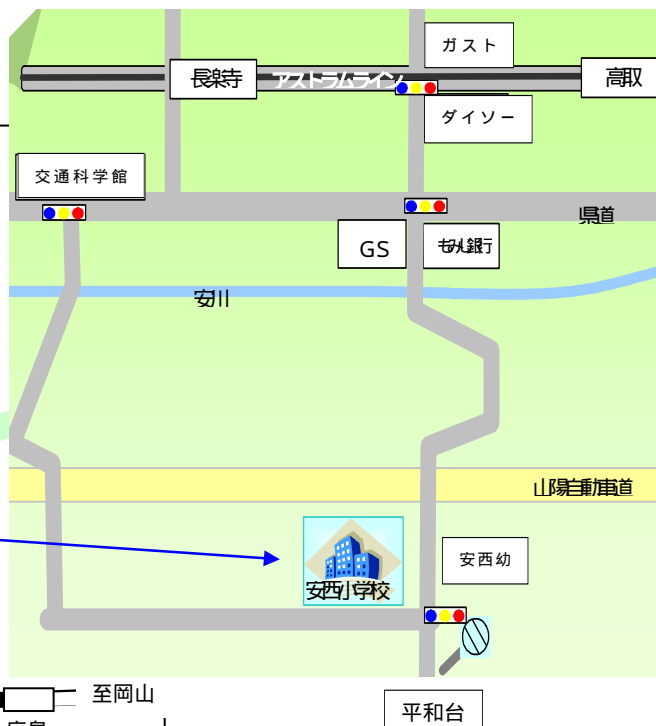 ガスト
長楽寺
アストラムライン
高取
ダイソー
交通科学館
県道
GS
もみじ銀行
安川
山陽自動車道
安西幼
安西小学校
至岡山
平和台
広島